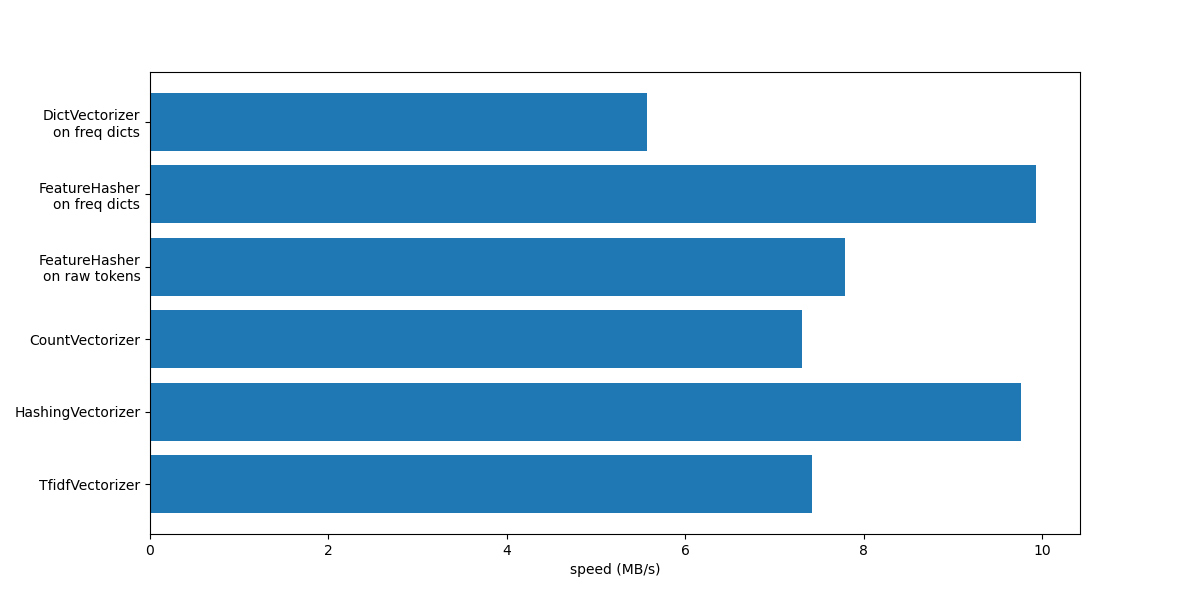 DictVectorizer
on freq dicts
FeatureHasher
on freq dicts
FeatureHasher
on raw tokens
CountVectorizer
HashingVectorizer
TfidfVectorizer
0 2 4 6 8 10
speed (MB/s)